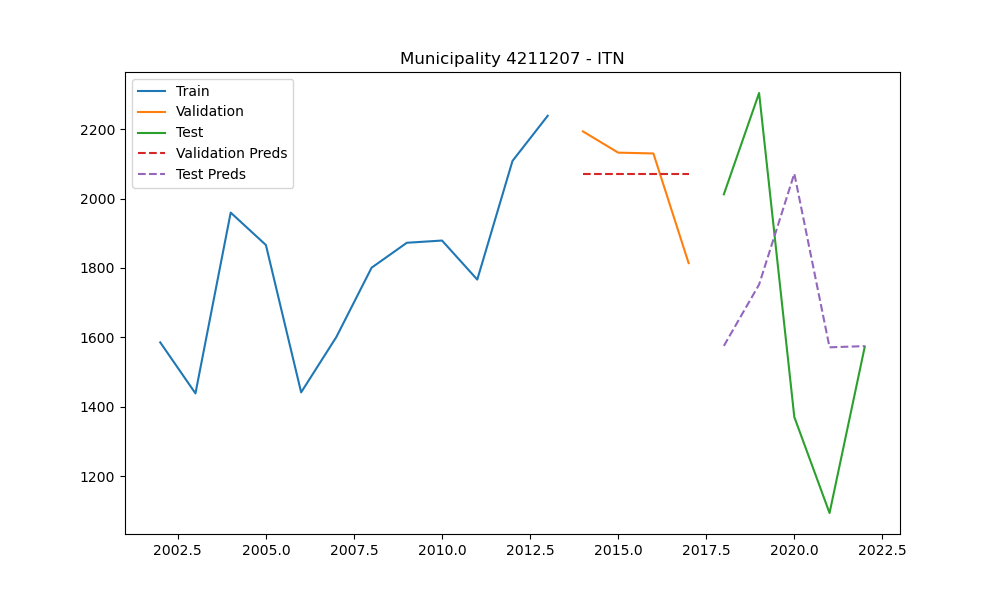 Municipality 4211207 - ITN
Train
Validation
Test
Validation Preds
Test Preds
2200
2000
1800
1600
1400
1200
2002.5 2005.0 2007.5 2010.0 2012.5 2015.0 2017.5 2020.0 2022.5